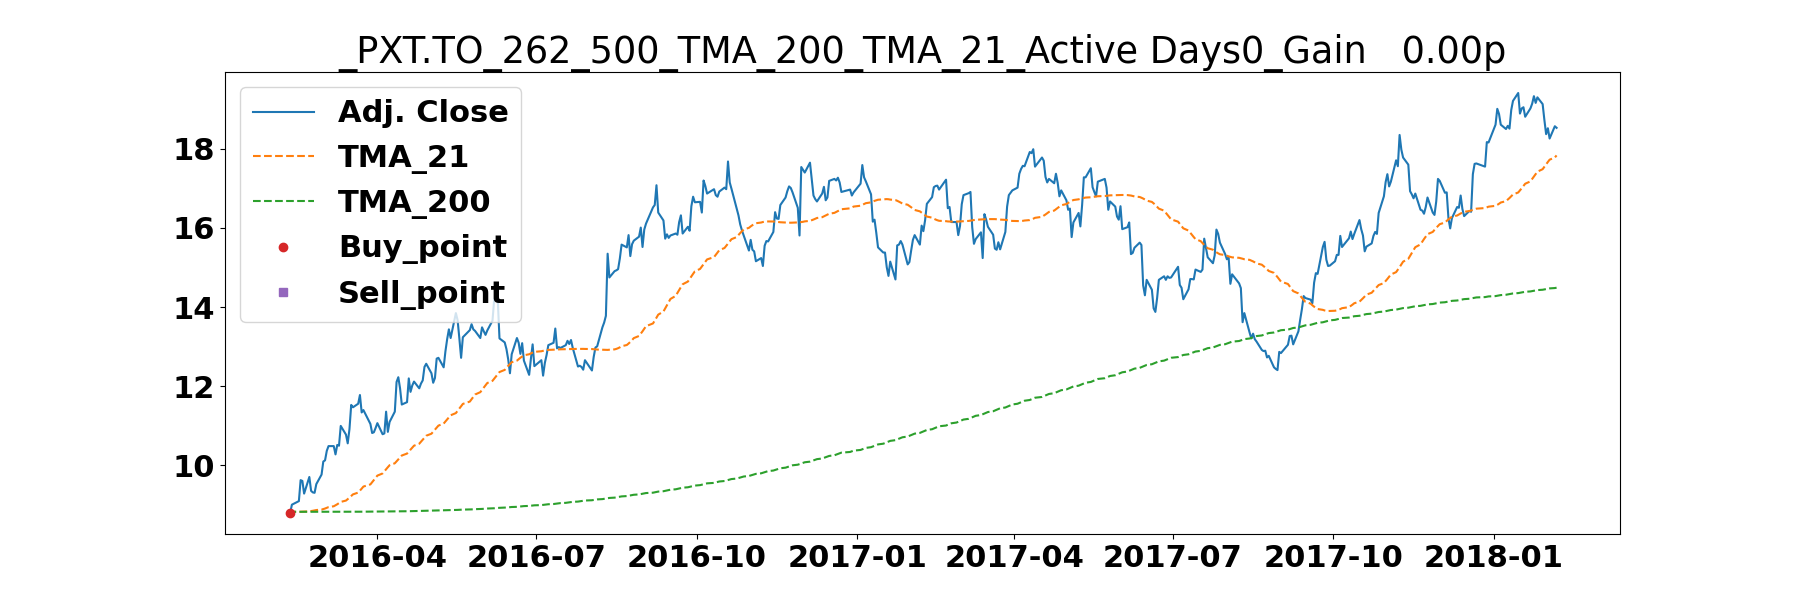 _PXT.TO_262_500_TMA_200_TMA_21_Active Days0_Gain   0.00p
Adj. Close
TMA_21
TMA_200
Buy_point
Sell_point
18
16
14
12
10
2016-04 2016-07 2016-10 2017-01 2017-04 2017-07 2017-10 2018-01